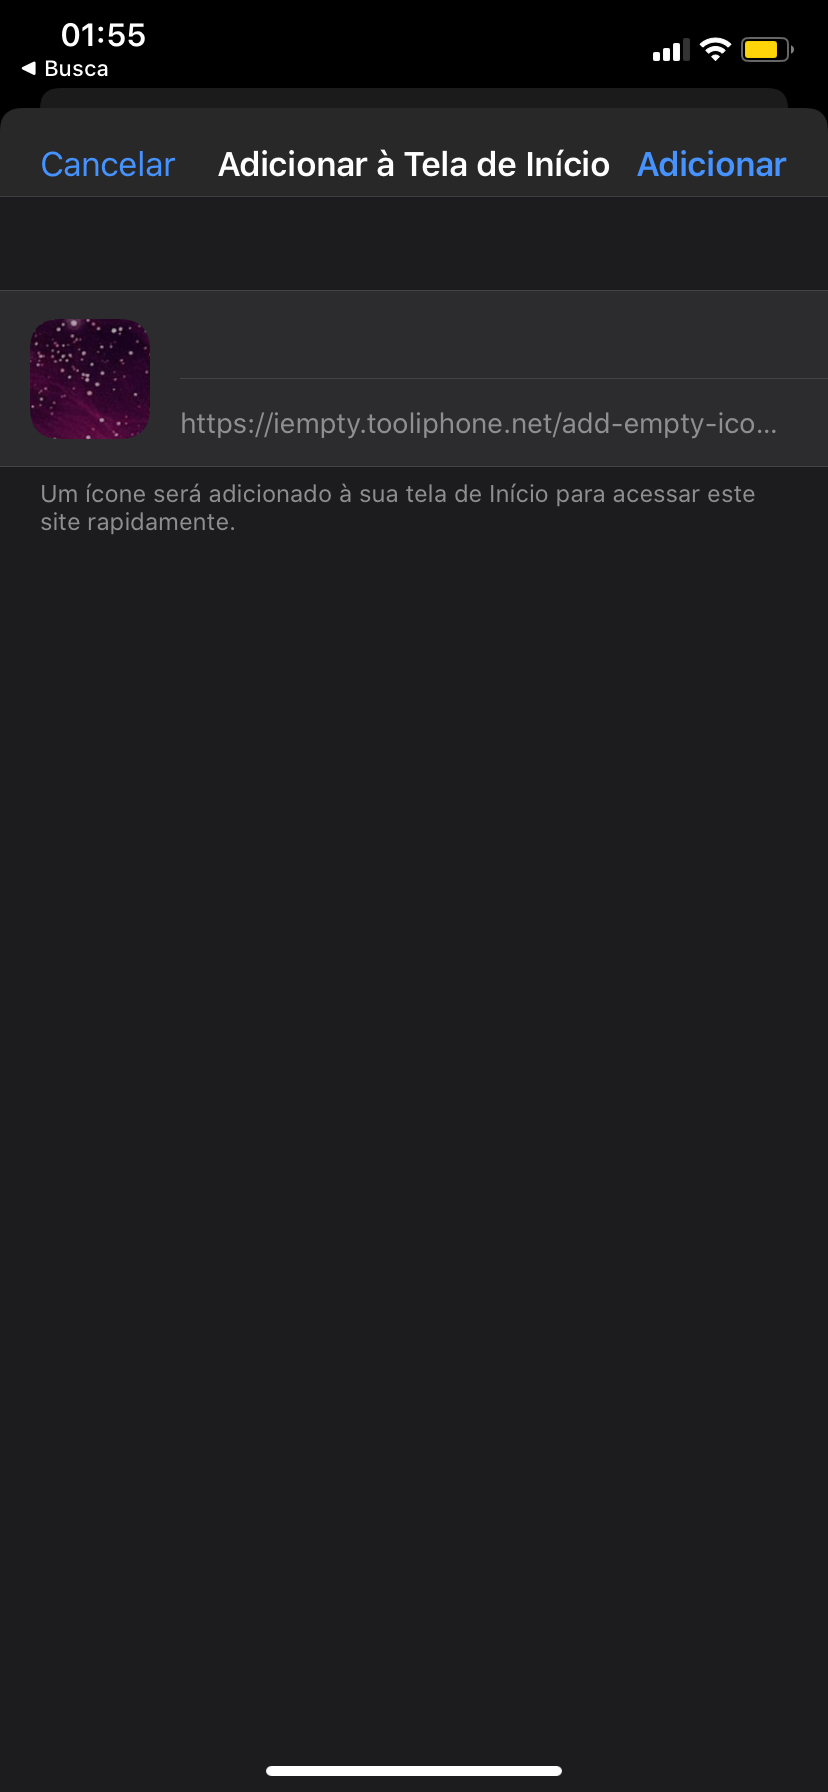 01:55
◀ Busca
Cancelar Adicionar à Tela de Início Adicionar
https://iempty.tooliphone.net/add-empty-ico...
Um ícone será adicionado à sua tela de Início para acessar este
site rapidamente.